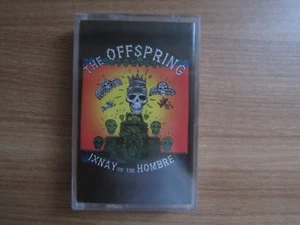 THE OFFSPRING
IXNAY ON THE HOMBRE